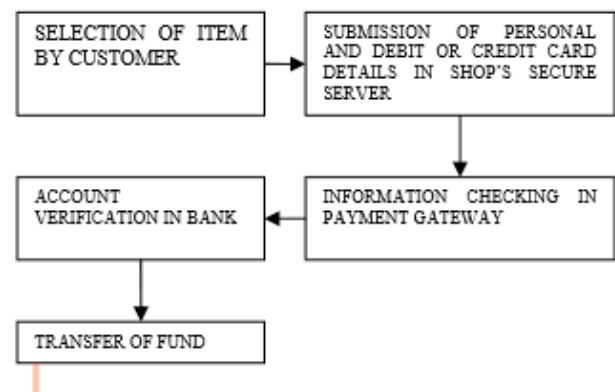 SELECTION OF ITEM
BY CUSTOMER
SUBMISSION OF PERSONAL
AND DEBIT OR CREDIT CARD
DETAILS IN SHOP'S SECURE
SERVER
INFORMATION CHECKING IN
PAYMENT GATEWAY
ACCOUNT
VERIFICATION IN BANK
TRANSFER OF FUND